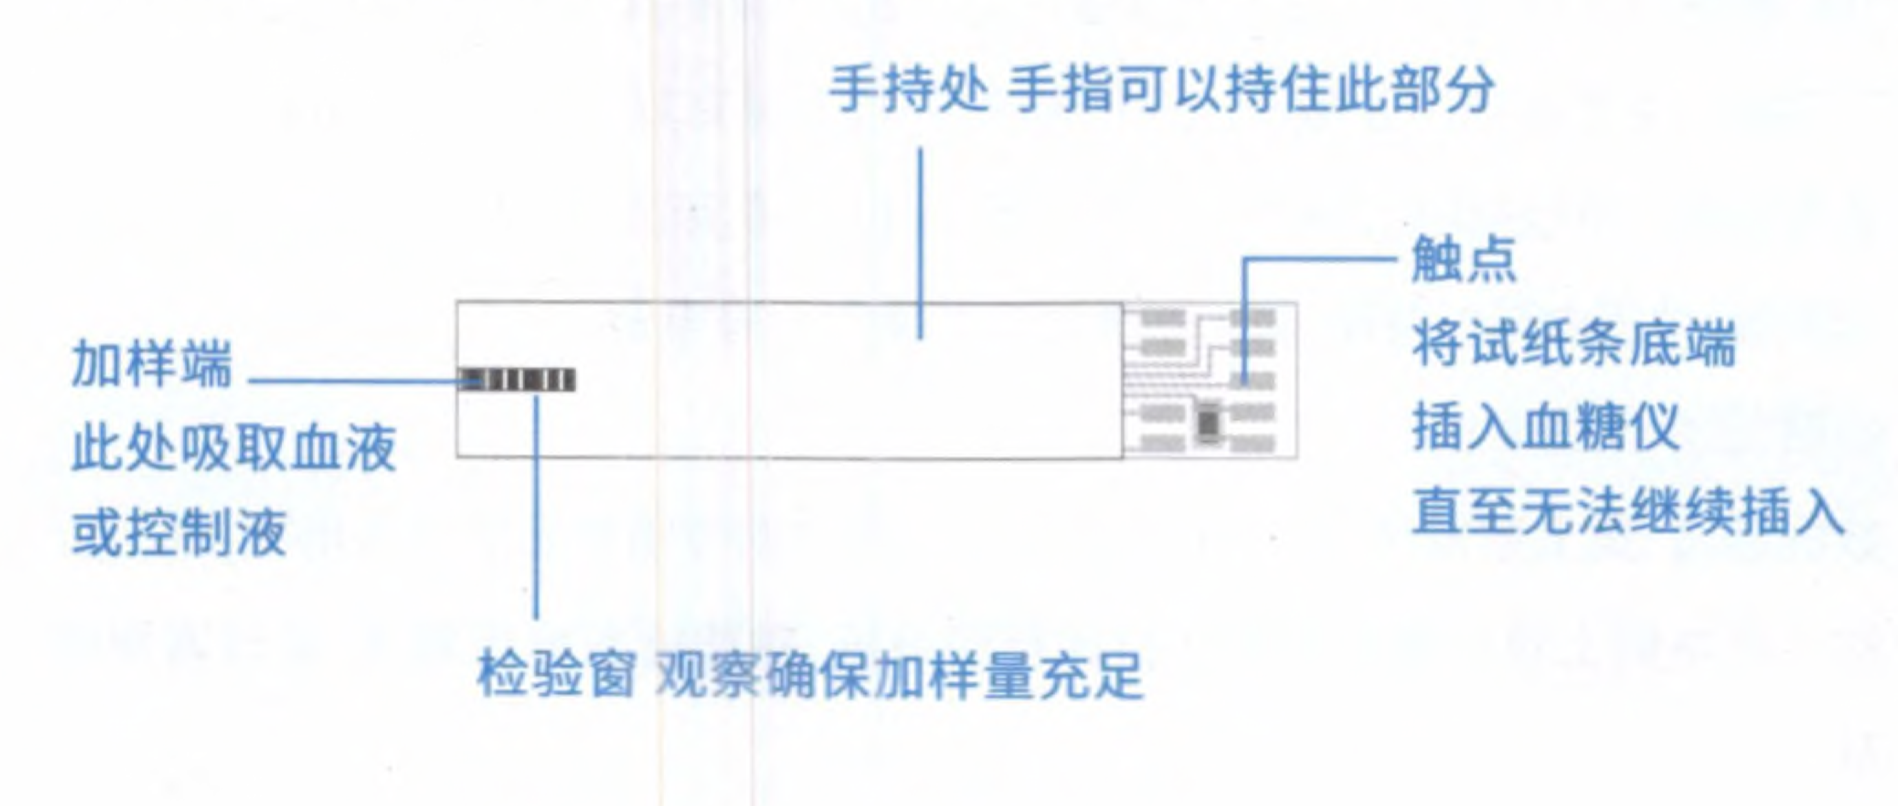 手持处 手指可以持住此部分
触点
将试纸条底端
插入血糖仪
直至无法继续插入
加样端
此处吸取血液
或控制液
检验窗 观察确保加样量充足